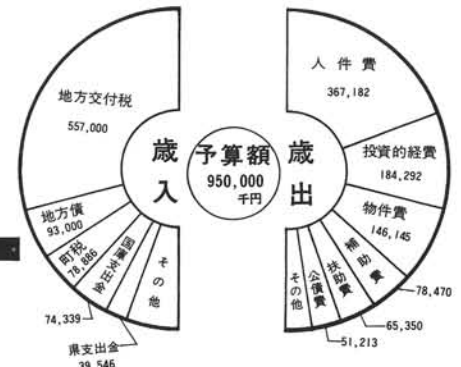 地方交付税
557,000
地方債
93,000
町税
78,886
国庫支出金
74,339
県支出金
39,546
その他
歳入
予算額
950,000
千円
歳出
人件費
367,182
投資的経費
184,292
物件費
146,145
補助費
78,470
扶助費
65,350
公債費
51,213
その他